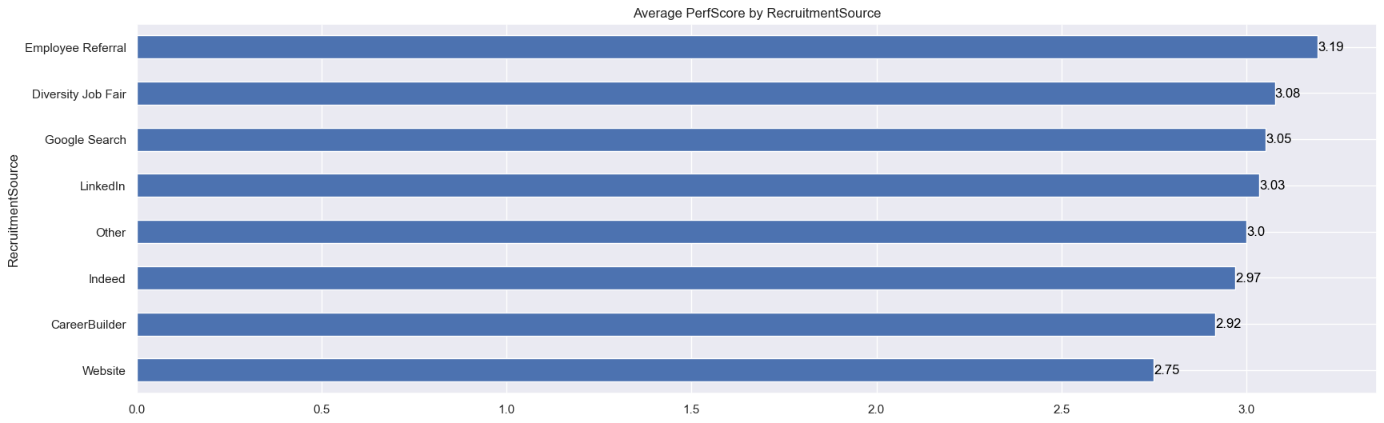 Average PerfScore by RecruitmentSource
RecruitmentSource
Employee Referral 3.19
Diversity Job Fair 3.08
Google Search 3.05
LinkedIn 3.03
Other 3.0
Indeed 2.97
CareerBuilder 2.92
Website 2.75
0.0 0.5 1.0 1.5 2.0 2.5 3.0